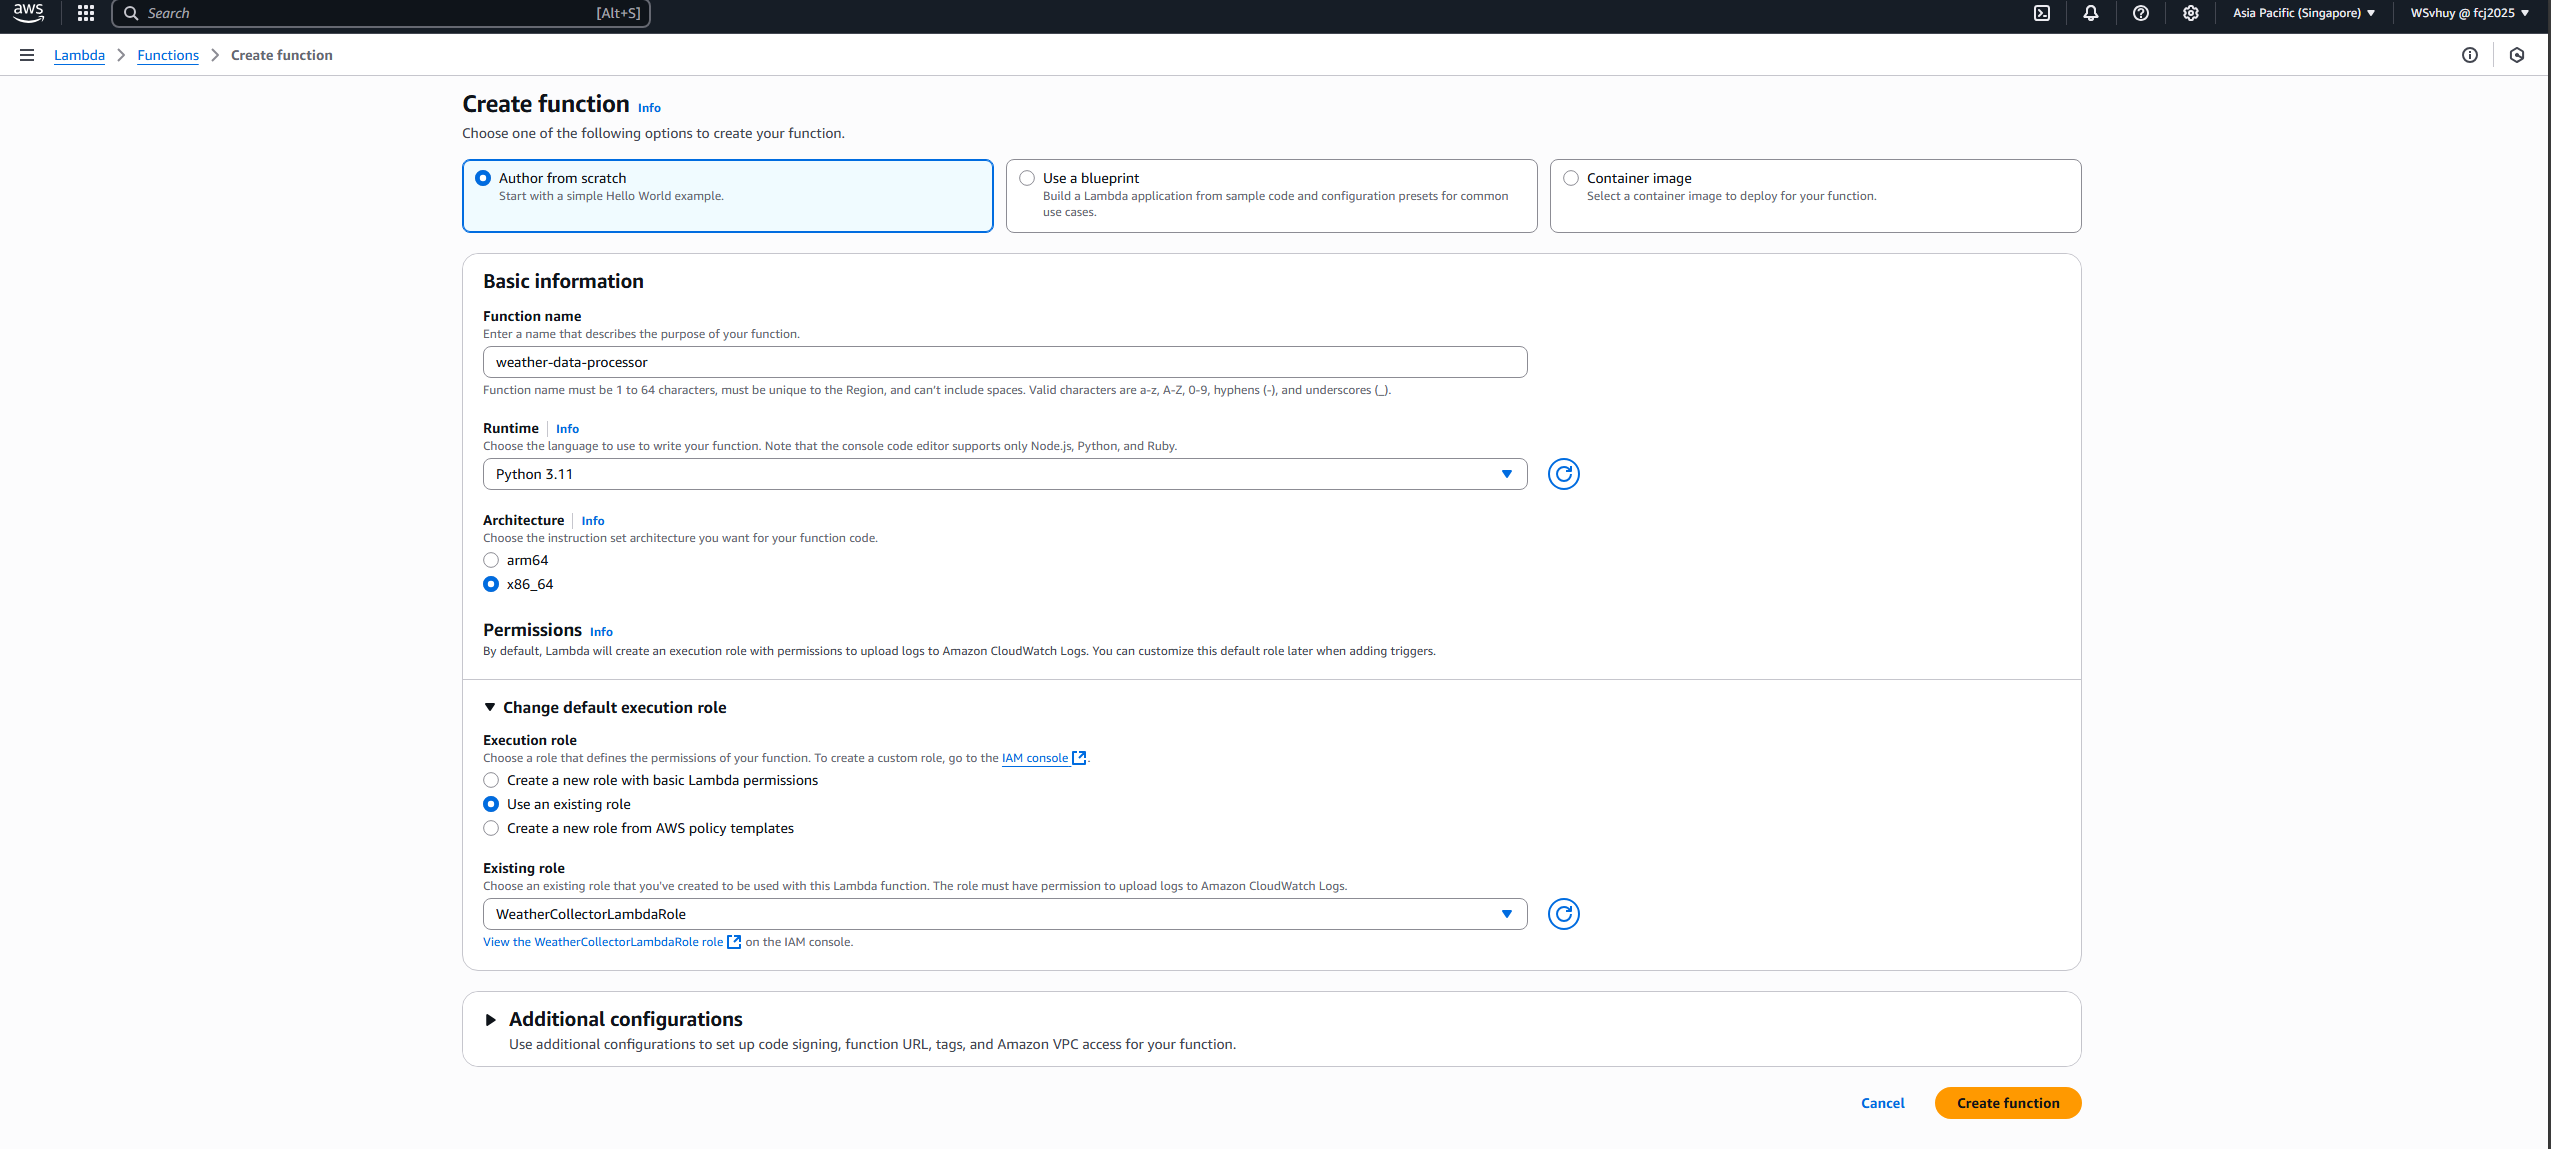 aws
Search
[Alt+S]
Asia Pacific (Singapore)
WSvhuy @ fcj2025
Lambda
Functions
Create function
Create function Info
Choose one of the following options to create your function.
Author from scratch
Start with a simple Hello World example.
Use a blueprint
Build a Lambda application from sample code and configuration presets for common
use cases.
Container image
Select a container image to deploy for your function.
Basic information
Function name
Enter a name that describes the purpose of your function.
weather-data-processor
Function name must be 1 to 64 characters, must be unique to the Region, and can't include spaces. Valid characters are a-z, A-Z, 0-9, hyphens (-), and underscores (_).
Runtime Info
Choose the language to use to write your function. Note that the console code editor supports only Node.js, Python, and Ruby.
Python 3.11
Architecture Info
Choose the instruction set architecture you want for your function code.
arm64
x86_64
Permissions Info
By default, Lambda will create an execution role with permissions to upload logs to Amazon CloudWatch Logs. You can customize this default role later when adding triggers.
Change default execution role
Execution role
Choose a role that defines the permissions of your function. To create a custom role, go to the IAM console.
Create a new role with basic Lambda permissions
Use an existing role
Create a new role from AWS policy templates
Existing role
Choose an existing role that you've created to be used with this Lambda function. The role must have permission to upload logs to Amazon CloudWatch Logs.
WeatherCollectorLambdaRole
View the WeatherCollectorLambdaRole role on the IAM console.
Additional configurations
Use additional configurations to set up code signing, function URL, tags, and Amazon VPC access for your function.
Cancel
Create function